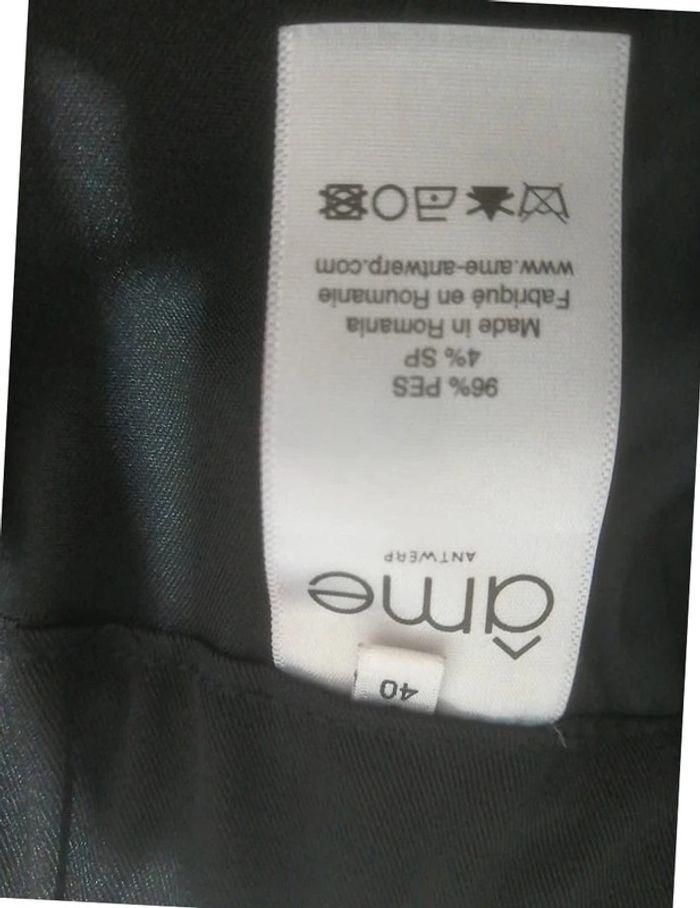 40
âme
ANTWERP
96% PES
4% SP
Made in Romania
Fabriqué en Roumanie
www.ame-antwerp.com